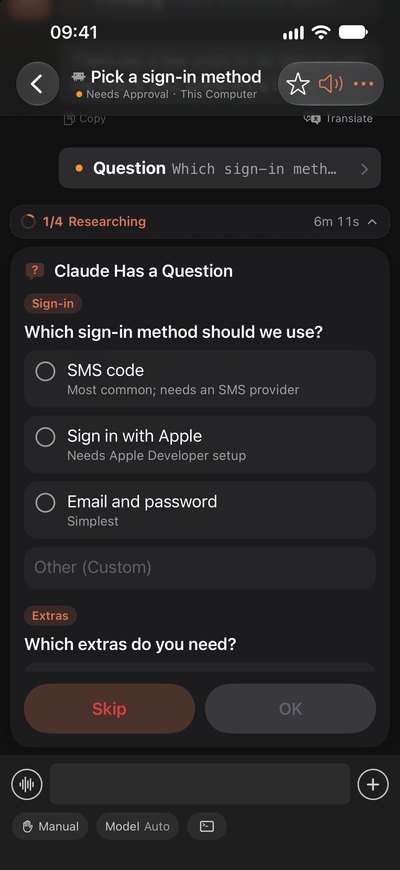 09:41
Pick a sign-in method
Needs Approval · This Computer
Copy
Translate
Question Which sign-in meth…
1/4 Researching
6m 11s
Claude Has a Question
Sign-in
Which sign-in method should we use?
SMS code
Most common; needs an SMS provider
Sign in with Apple
Needs Apple Developer setup
Email and password
Simplest
Other (Custom)
Extras
Which extras do you need?
Skip
OK
Manual
Model Auto